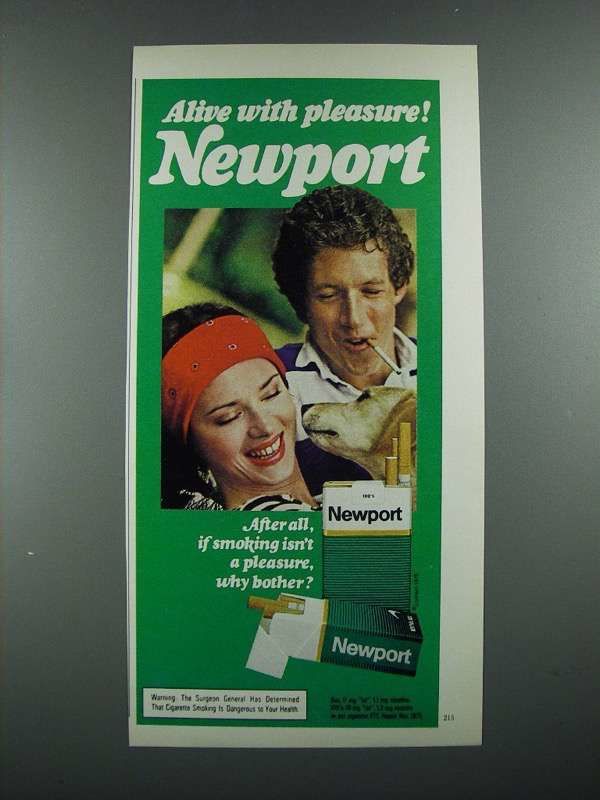 Alive with pleasure!
Newport
100's
Newport
After all,
if smoking isn't
a pleasure,
why bother?
Newport
Warning: The Surgeon General Has Determined
That Cigarette Smoking Is Dangerous to Your Health.
215